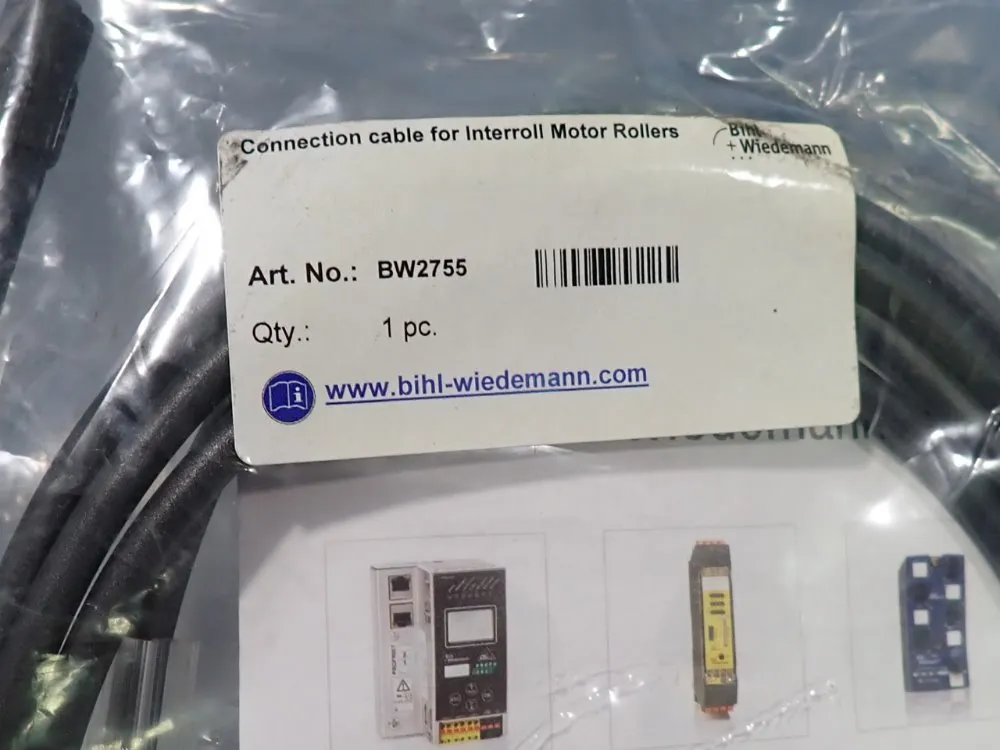 Connection cable for Interroll Motor Rollers
Bihl
+ Wiedemann
Art. No.: BW2755
Qty.: 1 pc.
www.bihl-wiedemann.com